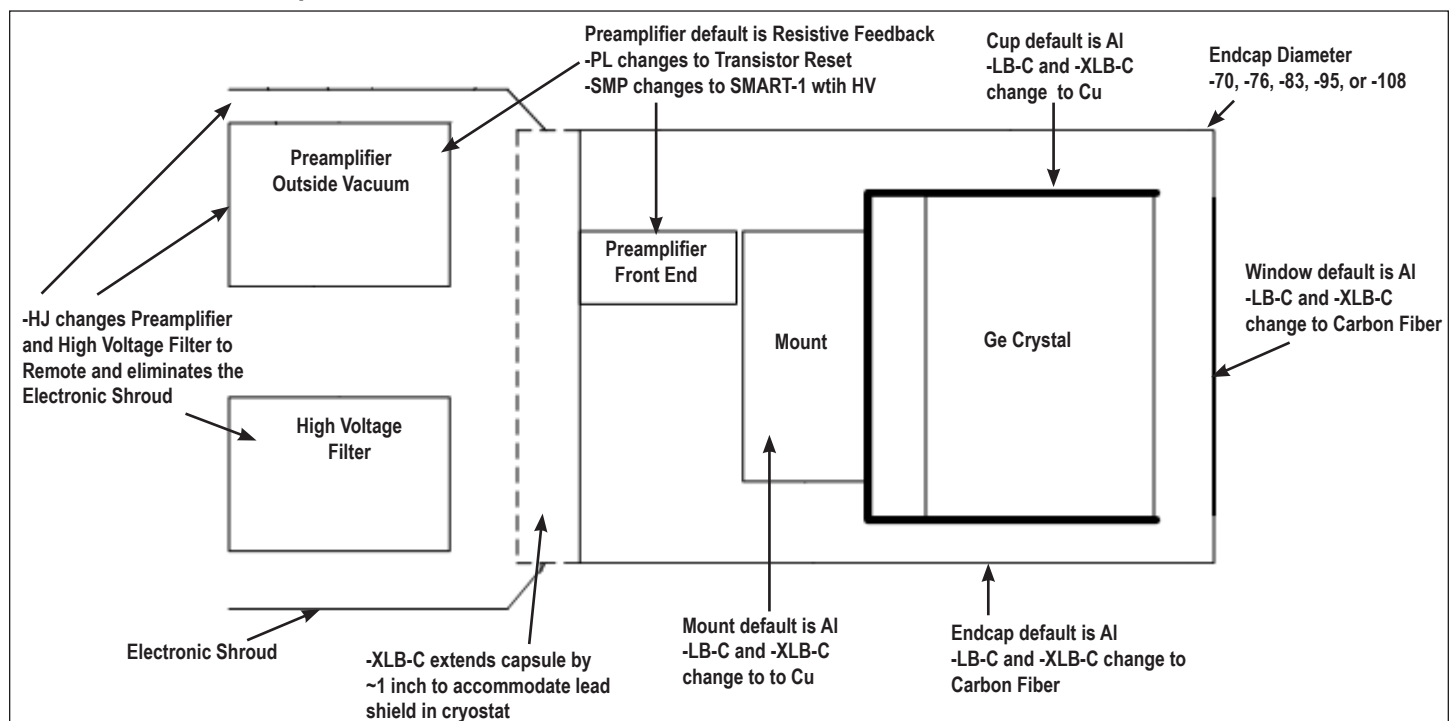 Preamplifier default is Resistive Feedback
-PL changes to Transistor Reset
-SMP changes to SMART-1 wtih HV
Cup default is Al
-LB-C and -XLB-C
change to Cu
Endcap Diameter
-70, -76, -83, -95, or -108
Preamplifier
Outside Vacuum
Preamplifier
Front End
Window default is Al
-LB-C and -XLB-C
change to Carbon Fiber
-HJ changes Preamplifier
and High Voltage Filter to
Remote and eliminates the
Electronic Shroud
Mount
Ge Crystal
High Voltage
Filter
Electronic Shroud
-XLB-C extends capsule by
~1 inch to accommodate lead
shield in cryostat
Mount default is Al
-LB-C and -XLB-C
change to to Cu
Endcap default is Al
-LB-C and -XLB-C change to
Carbon Fiber